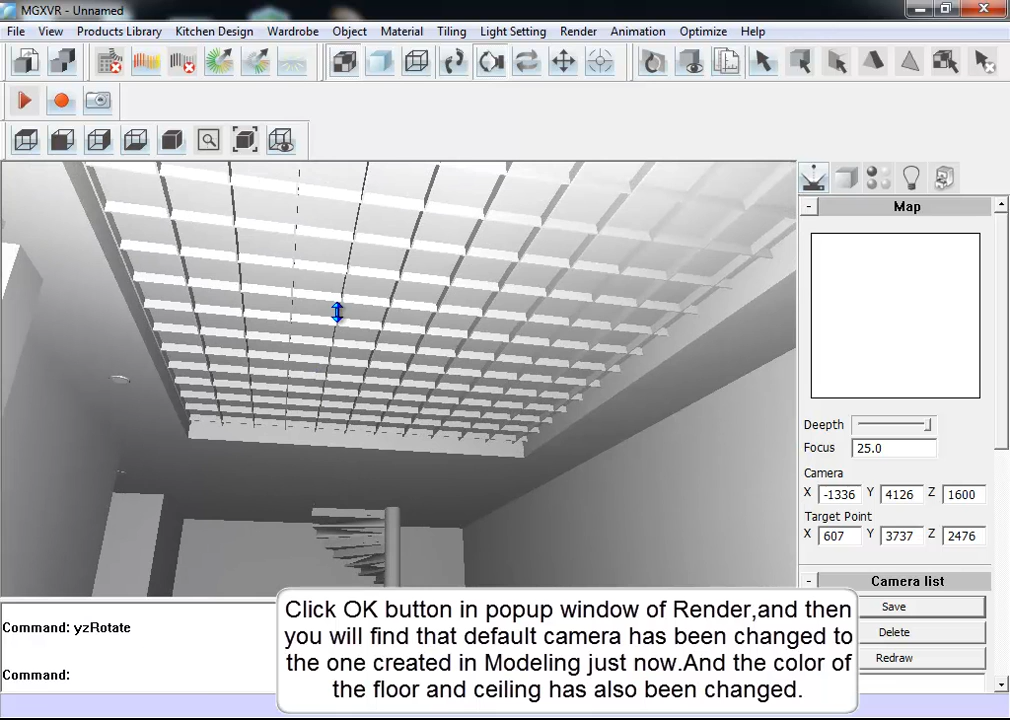 MGXVR - Unnamed
File View Products Library Kitchen Design Wardrobe Object Material Tiling Light Setting Render Animation Optimize Help
- Map
Deepth
Focus 25.0
Camera
X -1336 Y 4126 Z 1600
Target Point
X 607 Y 3737 Z 2476
- Camera list
Save
Delete
Redraw
Command: yzRotate
Command:
Click OK button in popup window of Render,and then
you will find that default camera has been changed to
the one created in Modeling just now.And the color of
the floor and ceiling has also been changed.